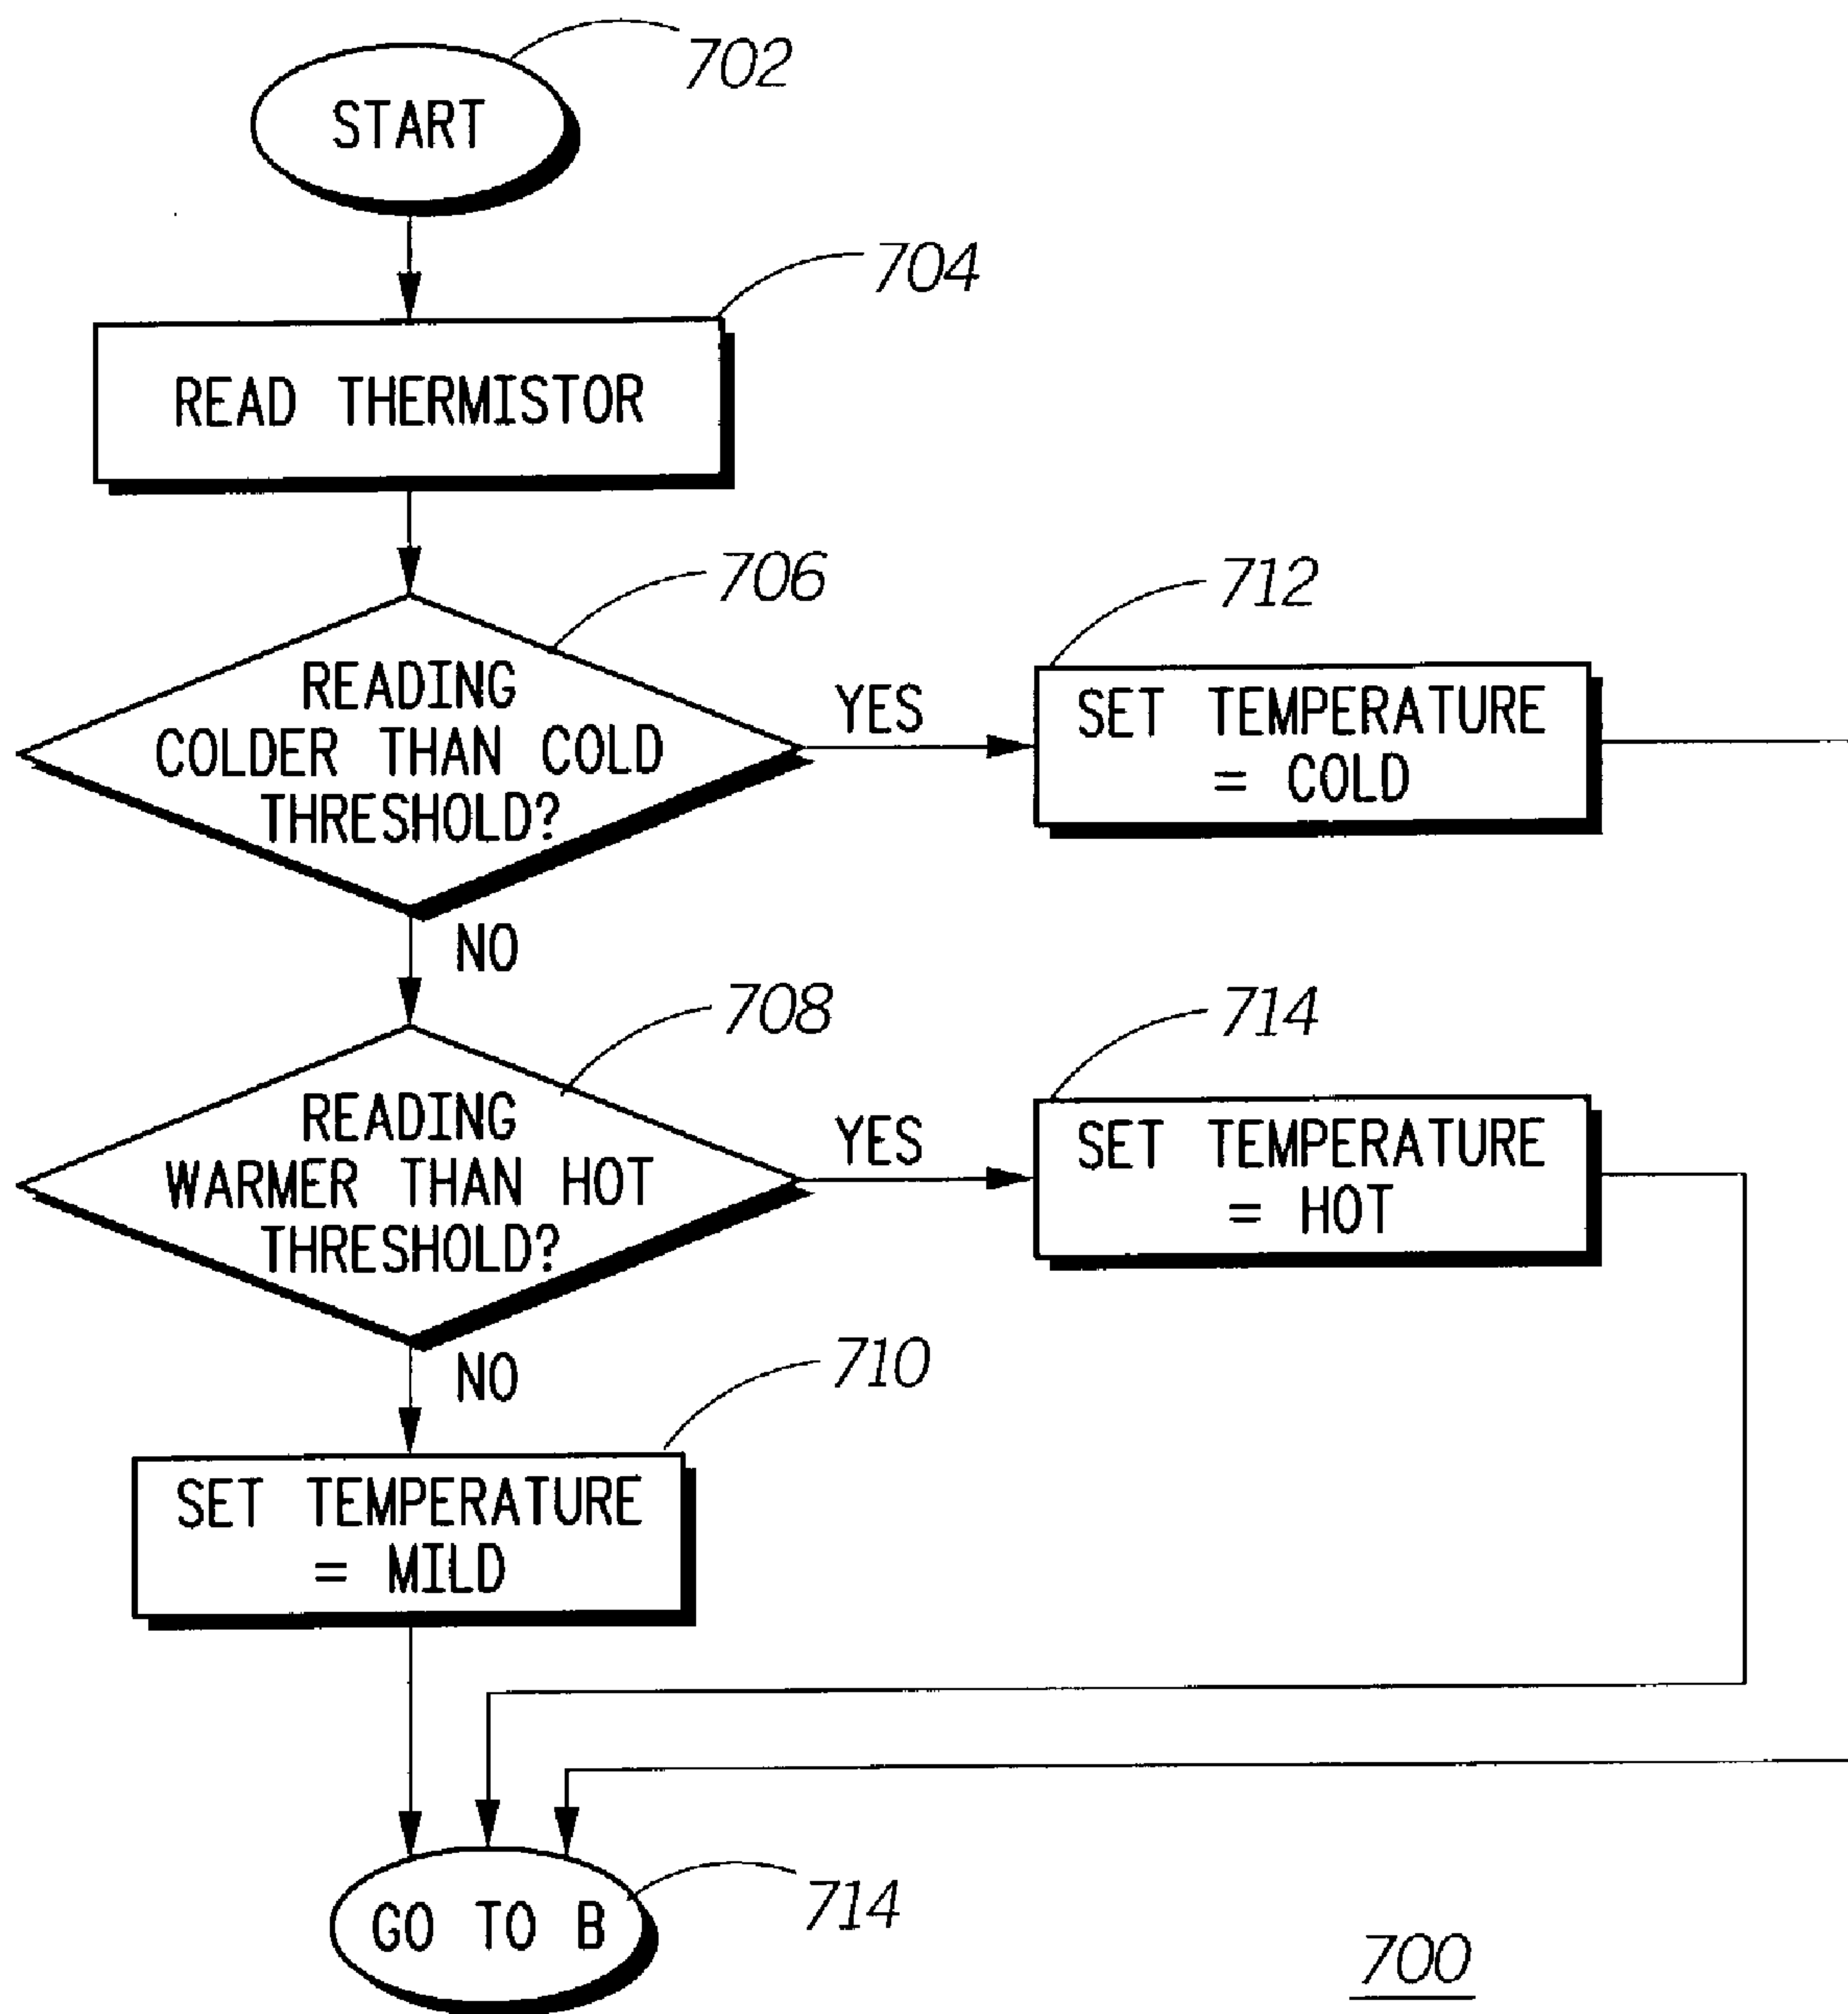 702
START
704
READ THERMISTOR
706
READING
COLDER THAN COLD
THRESHOLD?
YES
712
SET TEMPERATURE
= COLD
NO
708
READING
WARMER THAN HOT
THRESHOLD?
YES
714
SET TEMPERATURE
= HOT
NO
710
SET TEMPERATURE
= MILD
GO TO B
714
700